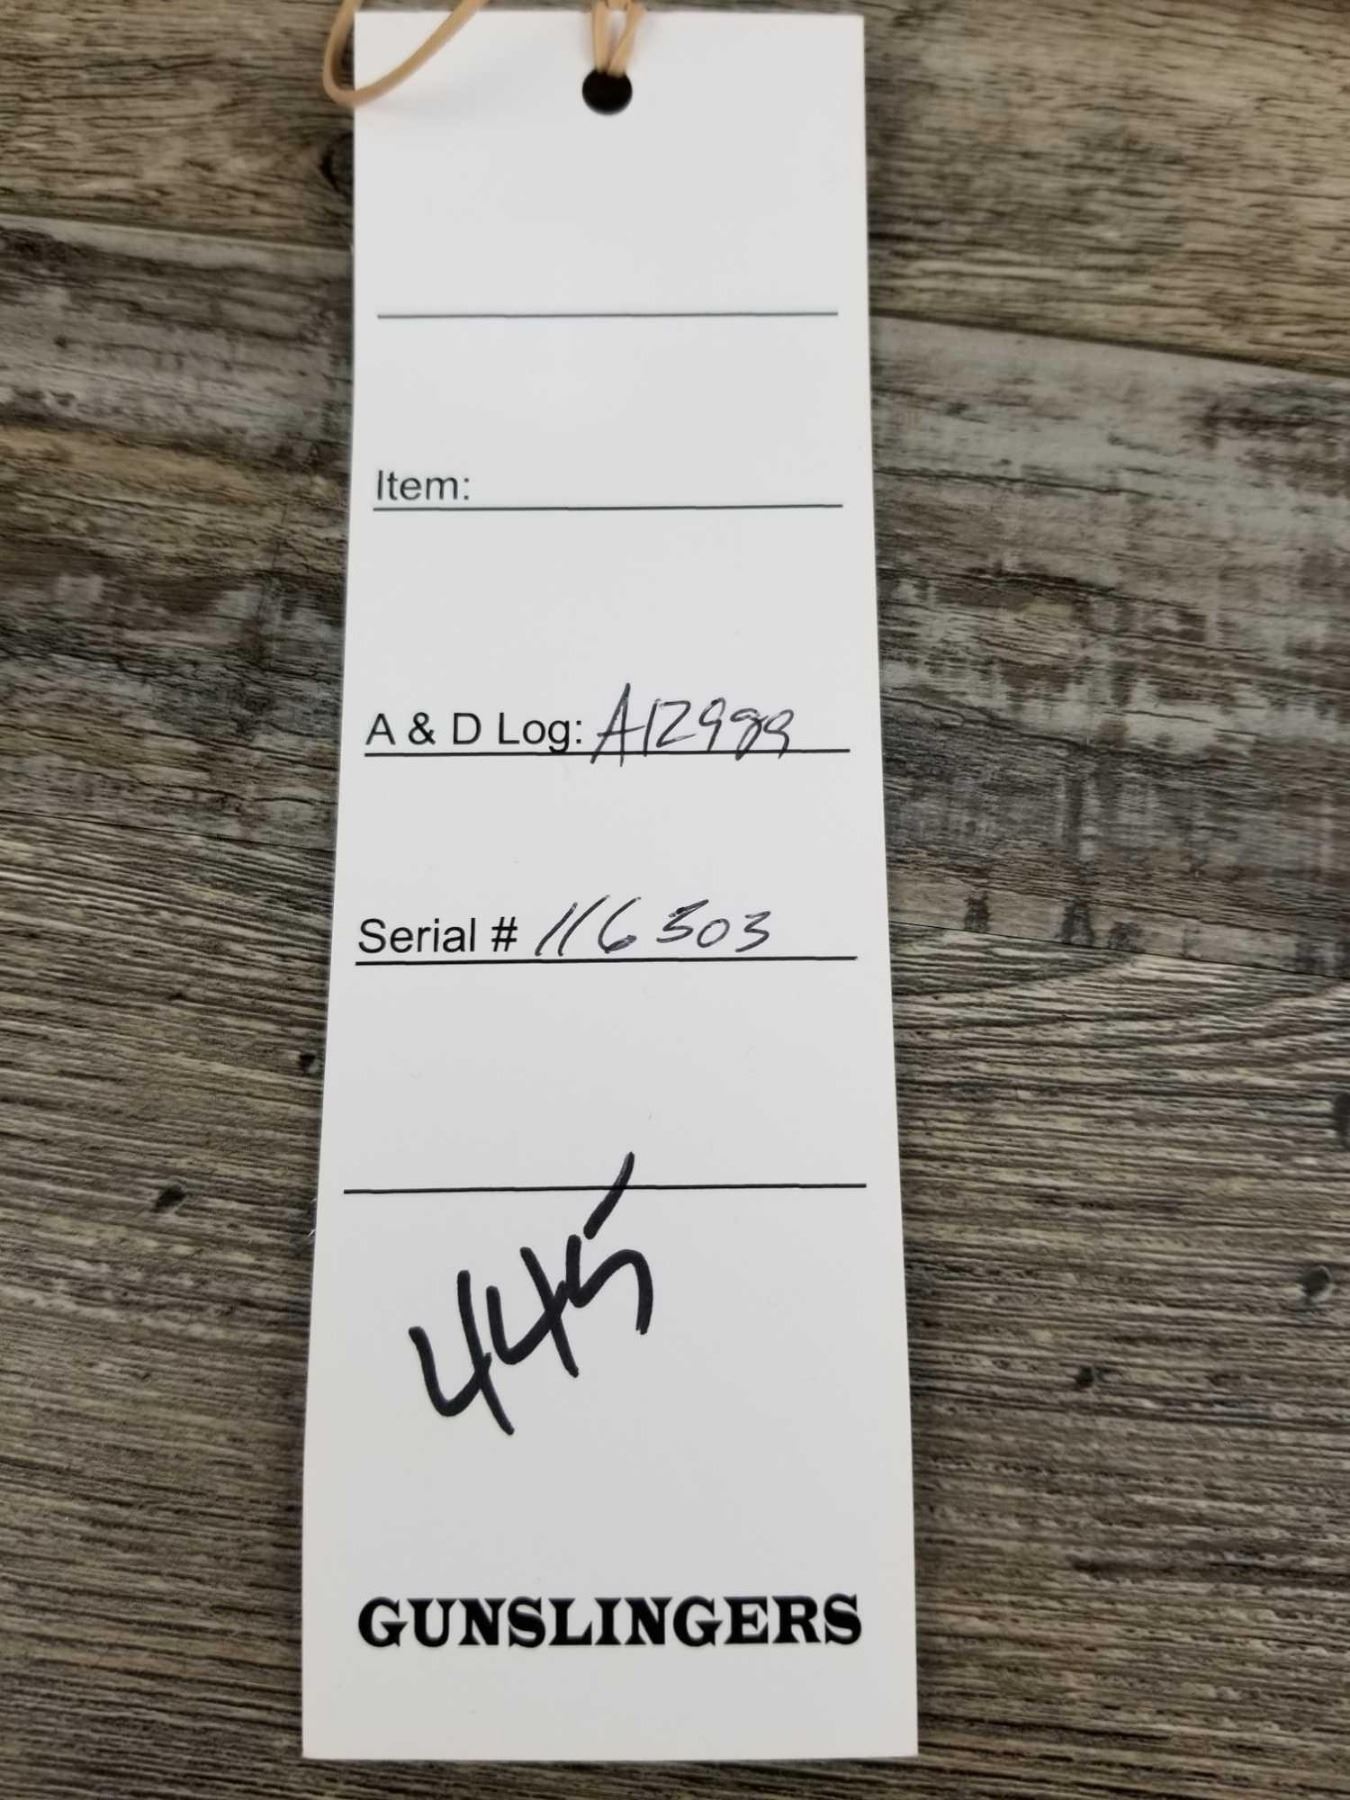 Item:
A & D Log: A12989
Serial # 116303
445
GUNSLINGERS